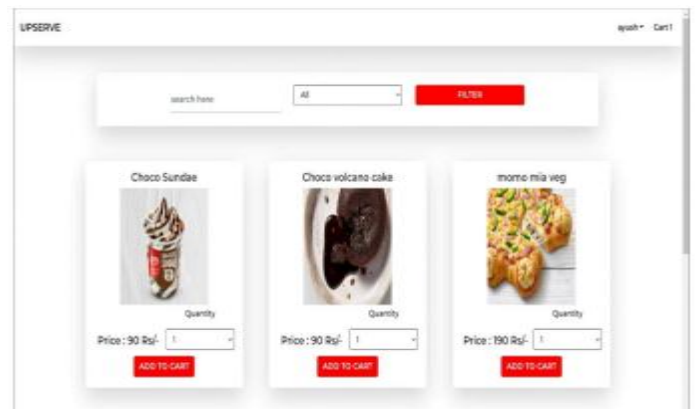 UPSERVE
ayush Cart 1
search here All FILTER
Choco Sundae Choco volcano cake momo mia veg
Quantity Quantity Quantity
Price : 90 Rs/- 1 Price : 90 Rs/- 1 Price : 190 Rs/- 1
ADD TO CART ADD TO CART ADD TO CART